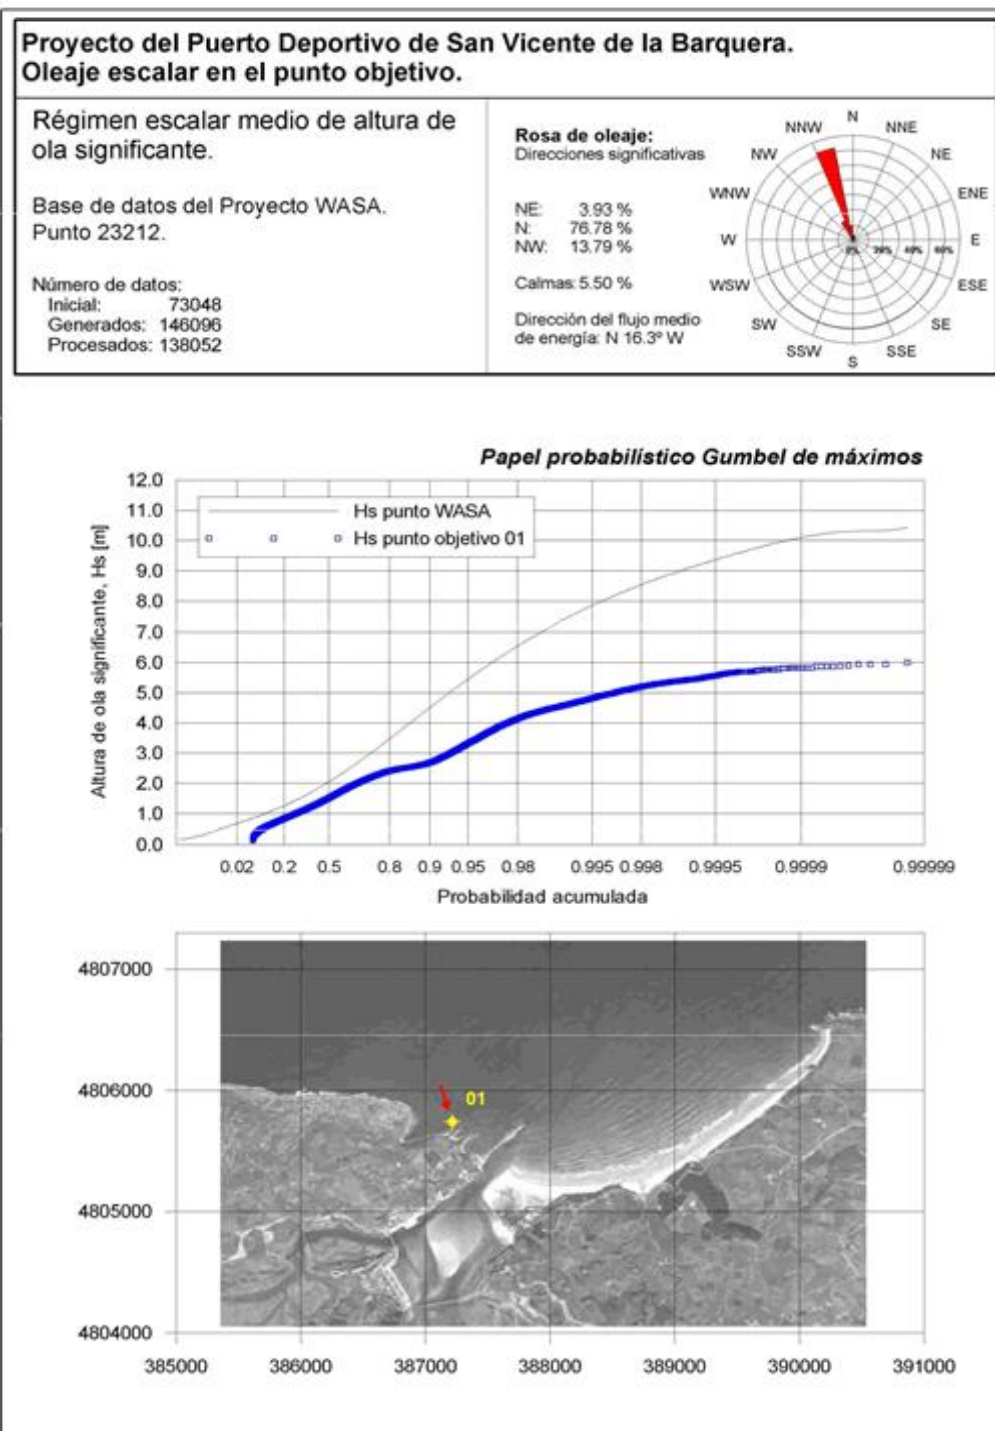 Proyecto del Puerto Deportivo de San Vicente de la Barquera.
Oleaje escalar en el punto objetivo.
Régimen escalar medio de altura de
ola significante.
Base de datos del Proyecto WASA.
Punto 23212.
Número de datos:
Inicial: 73048
Generados: 146096
Procesados: 138052
Rosa de oleaje:
Direcciones significativas
NE: 3.93 %
N: 76.78 %
NW: 13.79 %
Calmas: 5.50 %
Dirección del flujo medio
de energía: N 16.3º W
N
NNW NNE
NW NE
WNW ENE
W E
0% 20% 40% 60%
WSW ESE
SW SE
SSW SSE
S
Papel probabilístico Gumbel de máximos
Altura de ola significante, Hs [m]
12.0
11.0
10.0
9.0
8.0
7.0
6.0
5.0
4.0
3.0
2.0
1.0
0.0
Hs punto WASA
Hs punto objetivo 01
0.02 0.2 0.5 0.8 0.9 0.95 0.98 0.995 0.998 0.9995 0.9999 0.99999
Probabilidad acumulada
4807000
4806000
01
4805000
4804000
385000 386000 387000 388000 389000 390000 391000